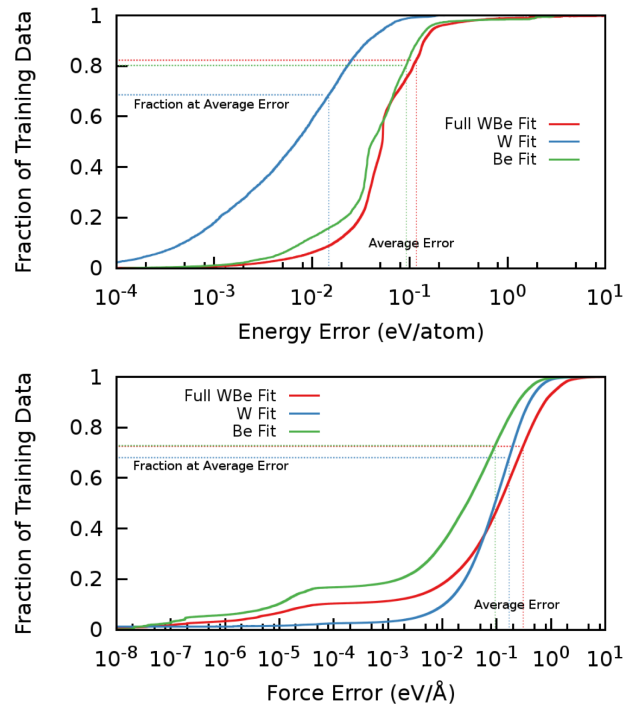 Fraction of Training Data
1
0.8
0.6
0.4
0.2
0
Fraction at Average Error
Full WBe Fit
W Fit
Be Fit
Average Error
10^-4 10^-3 10^-2 10^-1 10^0 10^1
Energy Error (eV/atom)
Fraction of Training Data
1
0.8
0.6
0.4
0.2
0
Full WBe Fit
W Fit
Be Fit
Fraction at Average Error
Average Error
10^-8 10^-7 10^-6 10^-5 10^-4 10^-3 10^-2 10^-1 10^0 10^1
Force Error (eV/Å)